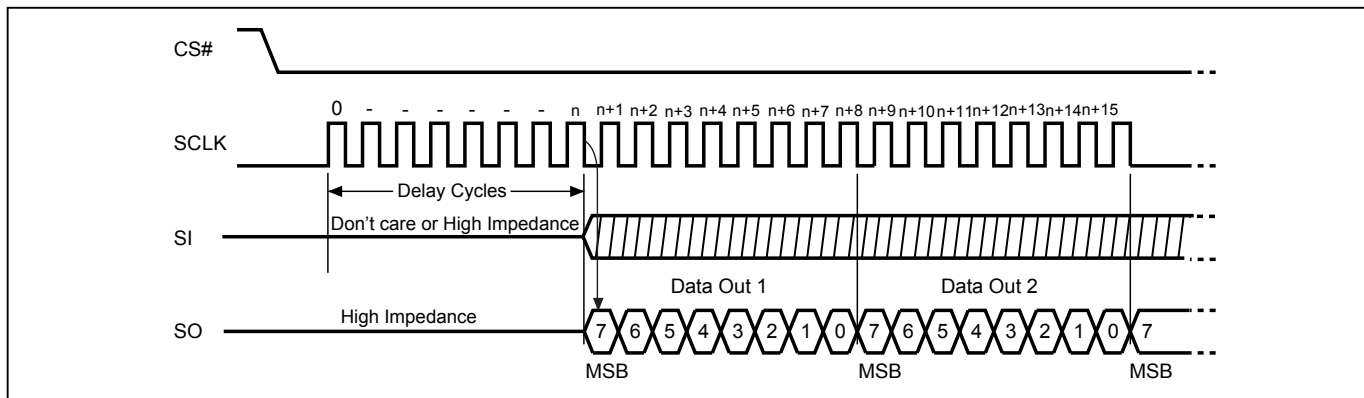 CS#
0 - - - - - - n n+1 n+2 n+3 n+4 n+5 n+6 n+7 n+8 n+9 n+10 n+11 n+12 n+13 n+14 n+15
SCLK
Delay Cycles
Don't care or High Impedance
SI
Data Out 1 Data Out 2
High Impedance
SO 7 6 5 4 3 2 1 0 7 6 5 4 3 2 1 0 7
MSB MSB MSB